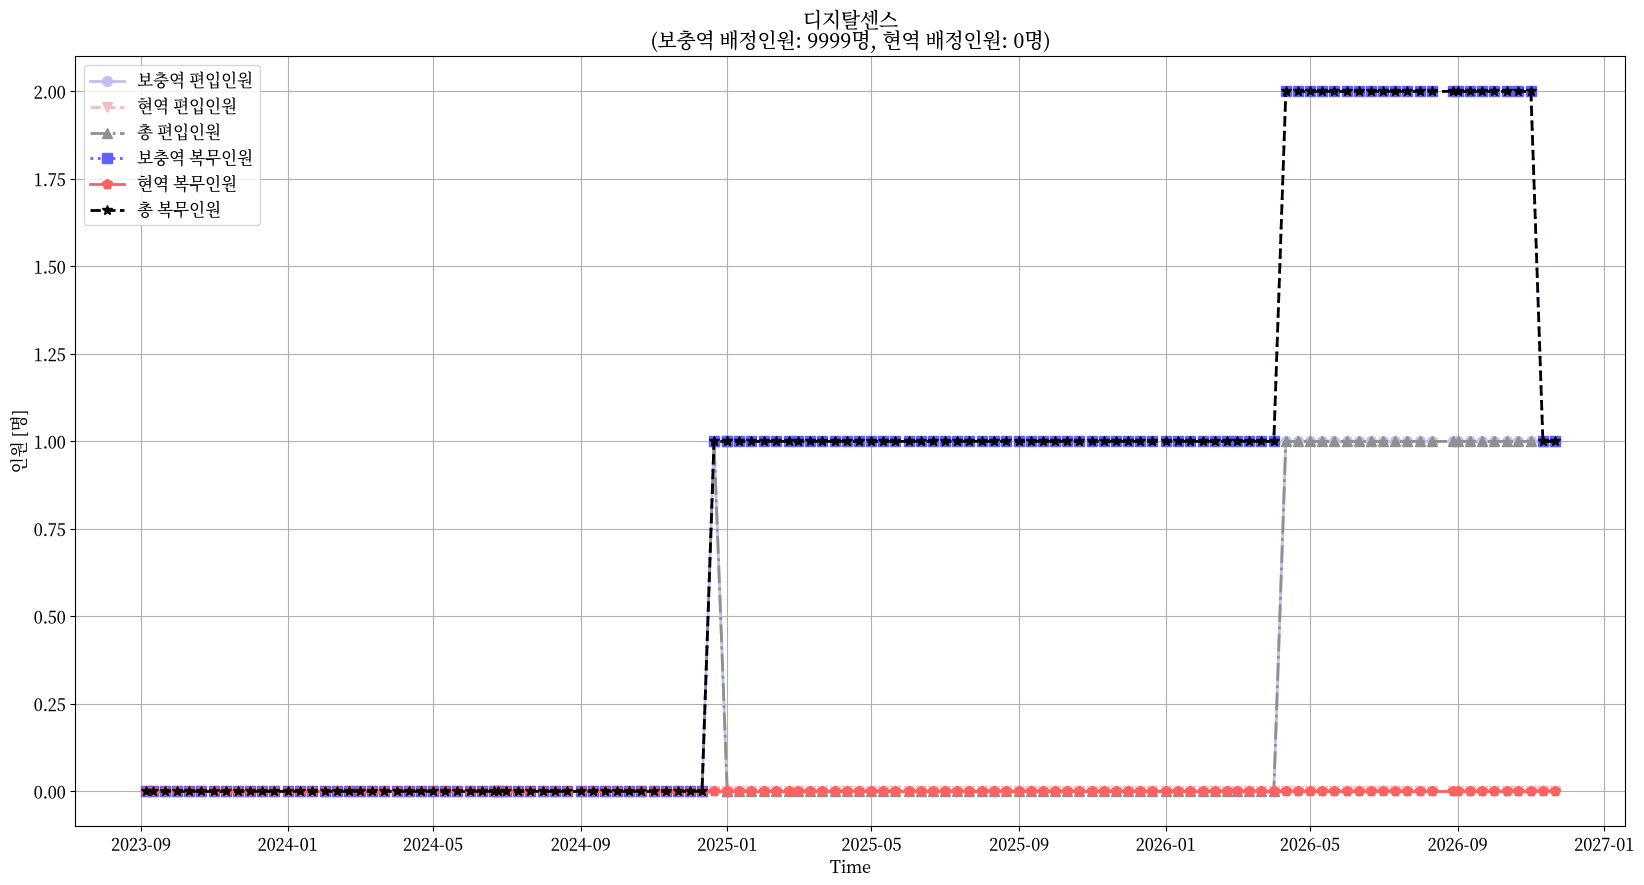 디지탈센스
(보충역 배정인원: 9999명, 현역 배정인원: 0명)
보충역 편입인원
현역 편입인원
총 편입인원
보충역 복무인원
현역 복무인원
총 복무인원
2.00
1.75
1.50
1.25
1.00
0.75
0.50
0.25
0.00
인원 [명]
2023-09
2024-01
2024-05
2024-09
2025-01
2025-05
2025-09
2026-01
2026-05
2026-09
2027-01
Time